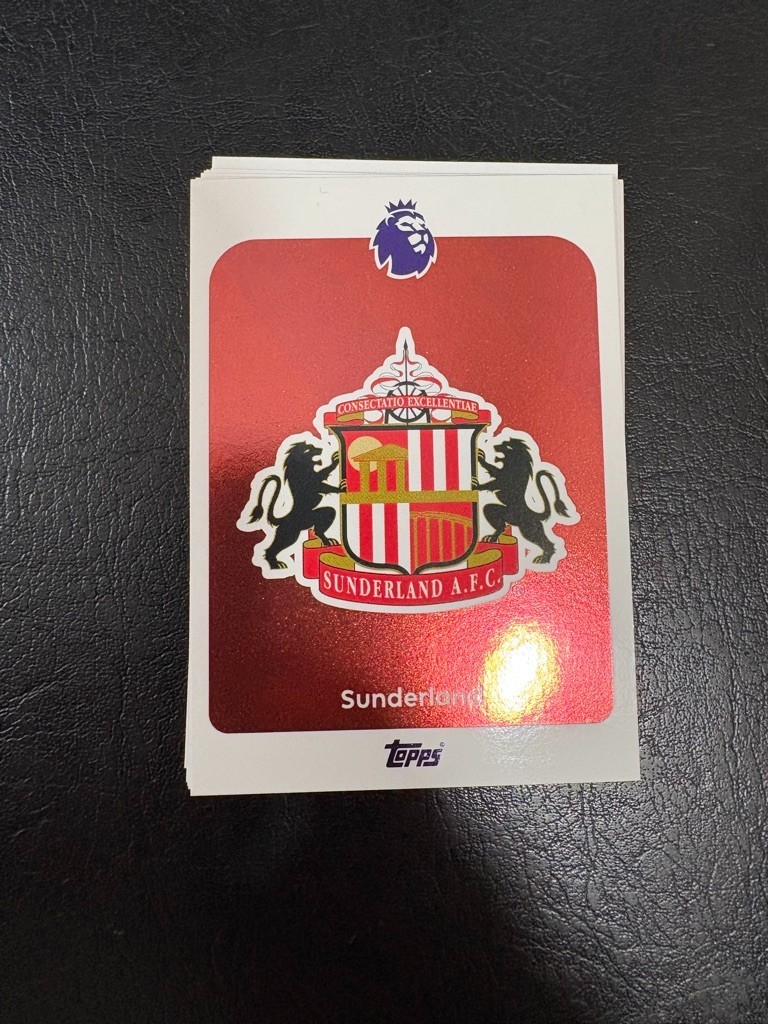 CONSECTATIO EXCELLENTIAE
SUNDERLAND A.F.C.
Sunderland
topps